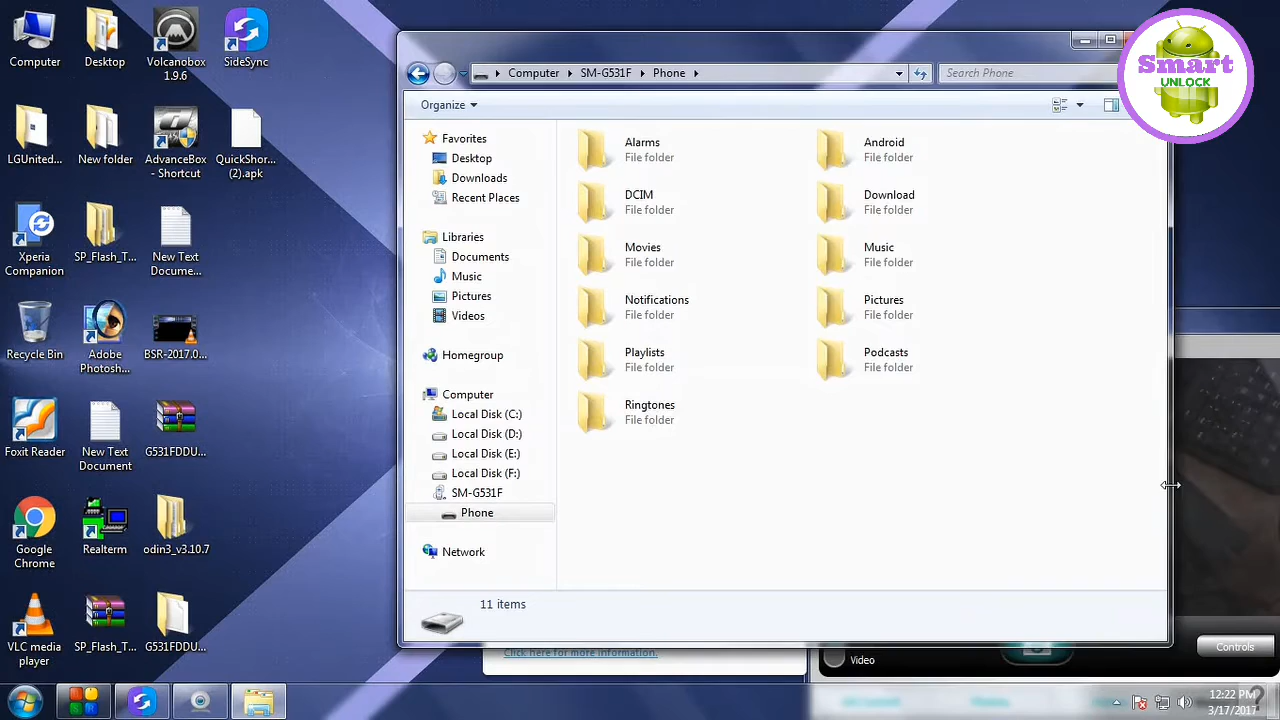 Computer
Desktop
Volcanobox
1.9.6
SideSync
LGUnited...
New folder
AdvanceBox
- Shortcut
QuickShor...
(2).apk
Xperia
Companion
SP_Flash_T...
New Text
Docume...
Recycle Bin
Adobe
Photosh...
BSR-2017.0...
Foxit Reader
New Text
Document
G531FDDU...
Google
Chrome
Realterm
odin3_v3.10.7
VLC media
player
SP_Flash_T...
G531FDDU...
Computer
SM-G531F
Phone
Search Phone
Organize
Favorites
Desktop
Downloads
Recent Places
Libraries
Documents
Music
Pictures
Videos
Homegroup
Computer
Local Disk (C:)
Local Disk (D:)
Local Disk (E:)
Local Disk (F:)
SM-G531F
Phone
Network
Alarms
File folder
Android
File folder
DCIM
File folder
Download
File folder
Movies
File folder
Music
File folder
Notifications
File folder
Pictures
File folder
Playlists
File folder
Podcasts
File folder
Ringtones
File folder
11 items
Smart
UNLOCK
Click here for more information.
Video
Controls
12:22 PM
3/17/2017